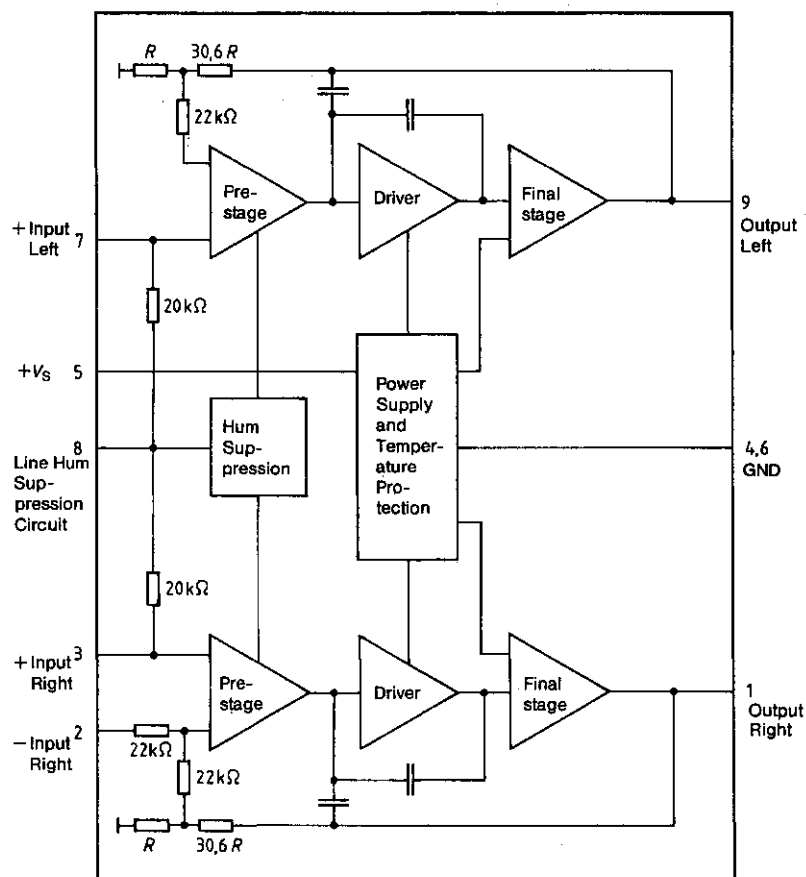 R
30,6 R
22kΩ
Pre-
stage
Driver
Final
stage
9
Output
Left
+ Input
Left
7
20kΩ
+VS
5
Power
Supply
and
Temper-
ature
Pro-
tection
Hum
Sup-
pression
8
Line Hum
Sup-
pression
Circuit
4,6
GND
20kΩ
+ Input
Right
3
Pre-
stage
Driver
Final
stage
1
Output
Right
2
− Input
Right
22kΩ
22kΩ
R
30,6 R